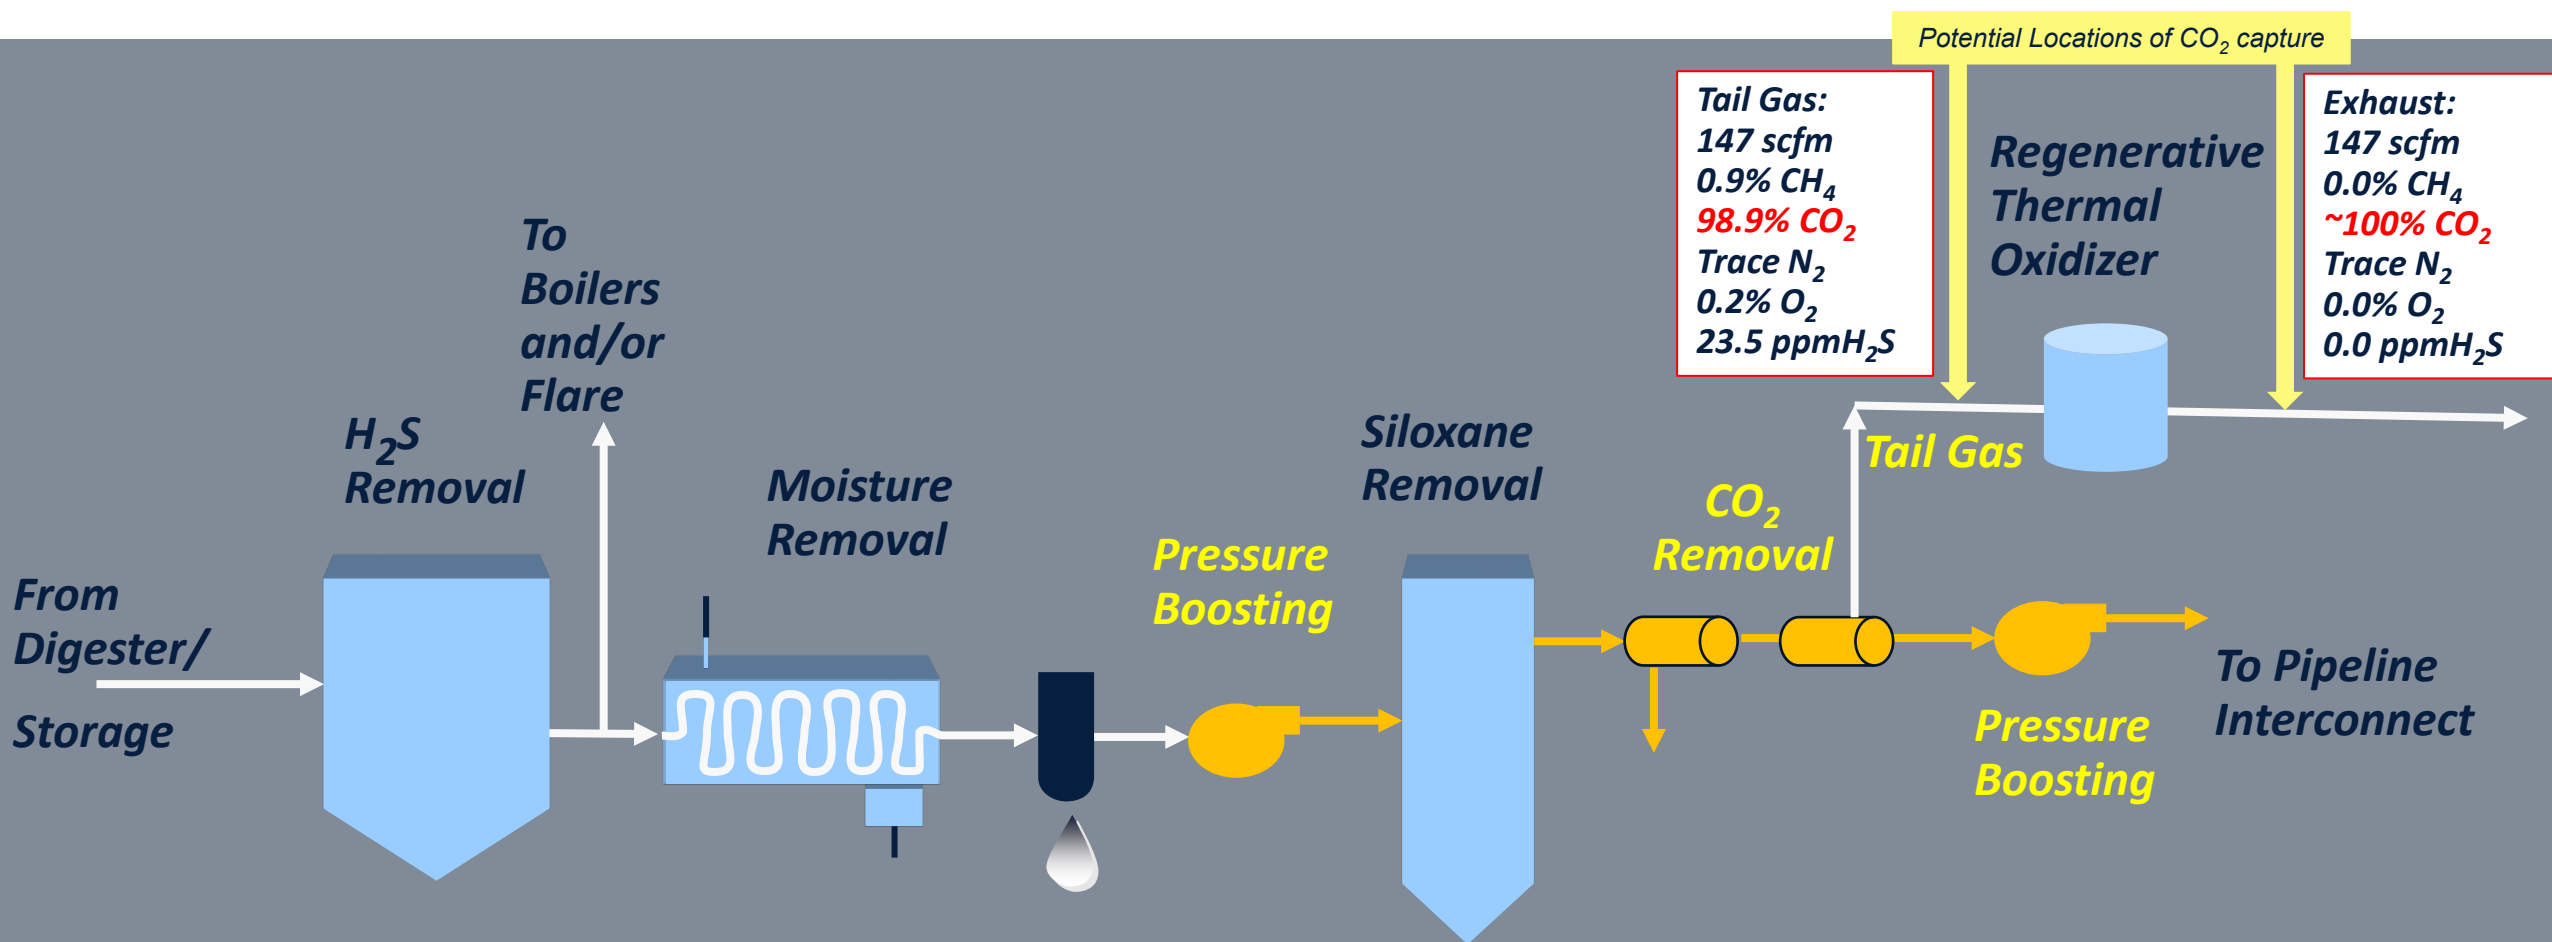 Potential Locations of CO2 capture
Tail Gas:
147 scfm
0.9% CH4
98.9% CO2
Trace N2
0.2% O2
23.5 ppmH2S
Regenerative
Thermal
Oxidizer
Exhaust:
147 scfm
0.0% CH4
~100% CO2
Trace N2
0.0% O2
0.0 ppmH2S
To
Boilers
and/or
Flare
H2S
Removal
Moisture
Removal
Siloxane
Removal
Tail Gas
CO2
Removal
Pressure
Boosting
From
Digester/
Storage
To Pipeline
Interconnect
Pressure
Boosting